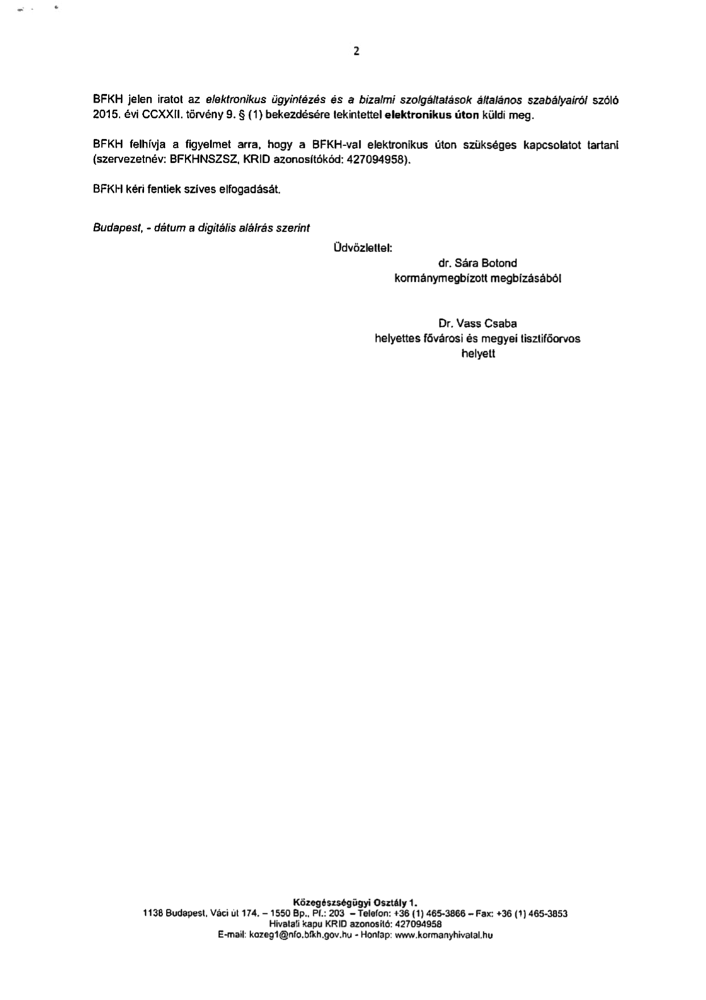 2
BFKH jelen iratot az elektronikus ügyintézés és a bizalmi szolgáltatások általános szabályairól szóló
2015. évi CCXXII. törvény 9. § (1) bekezdésére tekintettel elektronikus úton küldi meg.
BFKH felhívja a figyelmet arra, hogy a BFKH-val elektronikus úton szükséges kapcsolatot tartani
(szervezetnév: BFKHNSZSZ, KRID azonosítókód: 427094958).
BFKH kéri fentiek szíves elfogadását.
Budapest, - dátum a digitális aláírás szerint
Üdvözlettel:
dr. Sára Botond
kormánymegbízott megbízásából
Dr. Vass Csaba
helyettes fővárosi és megyei tisztifőorvos
helyett
Közegészségügyi Osztály 1.
1138 Budapest, Váci út 174. – 1550 Bp., Pf.: 203 – Telefon: +36 (1) 465-3866 – Fax: +36 (1) 465-3853
Hivatali kapu KRID azonosító: 427094958
E-mail: kozeg1@nfo.bfkh.gov.hu - Honlap: www.kormanyhivatal.hu